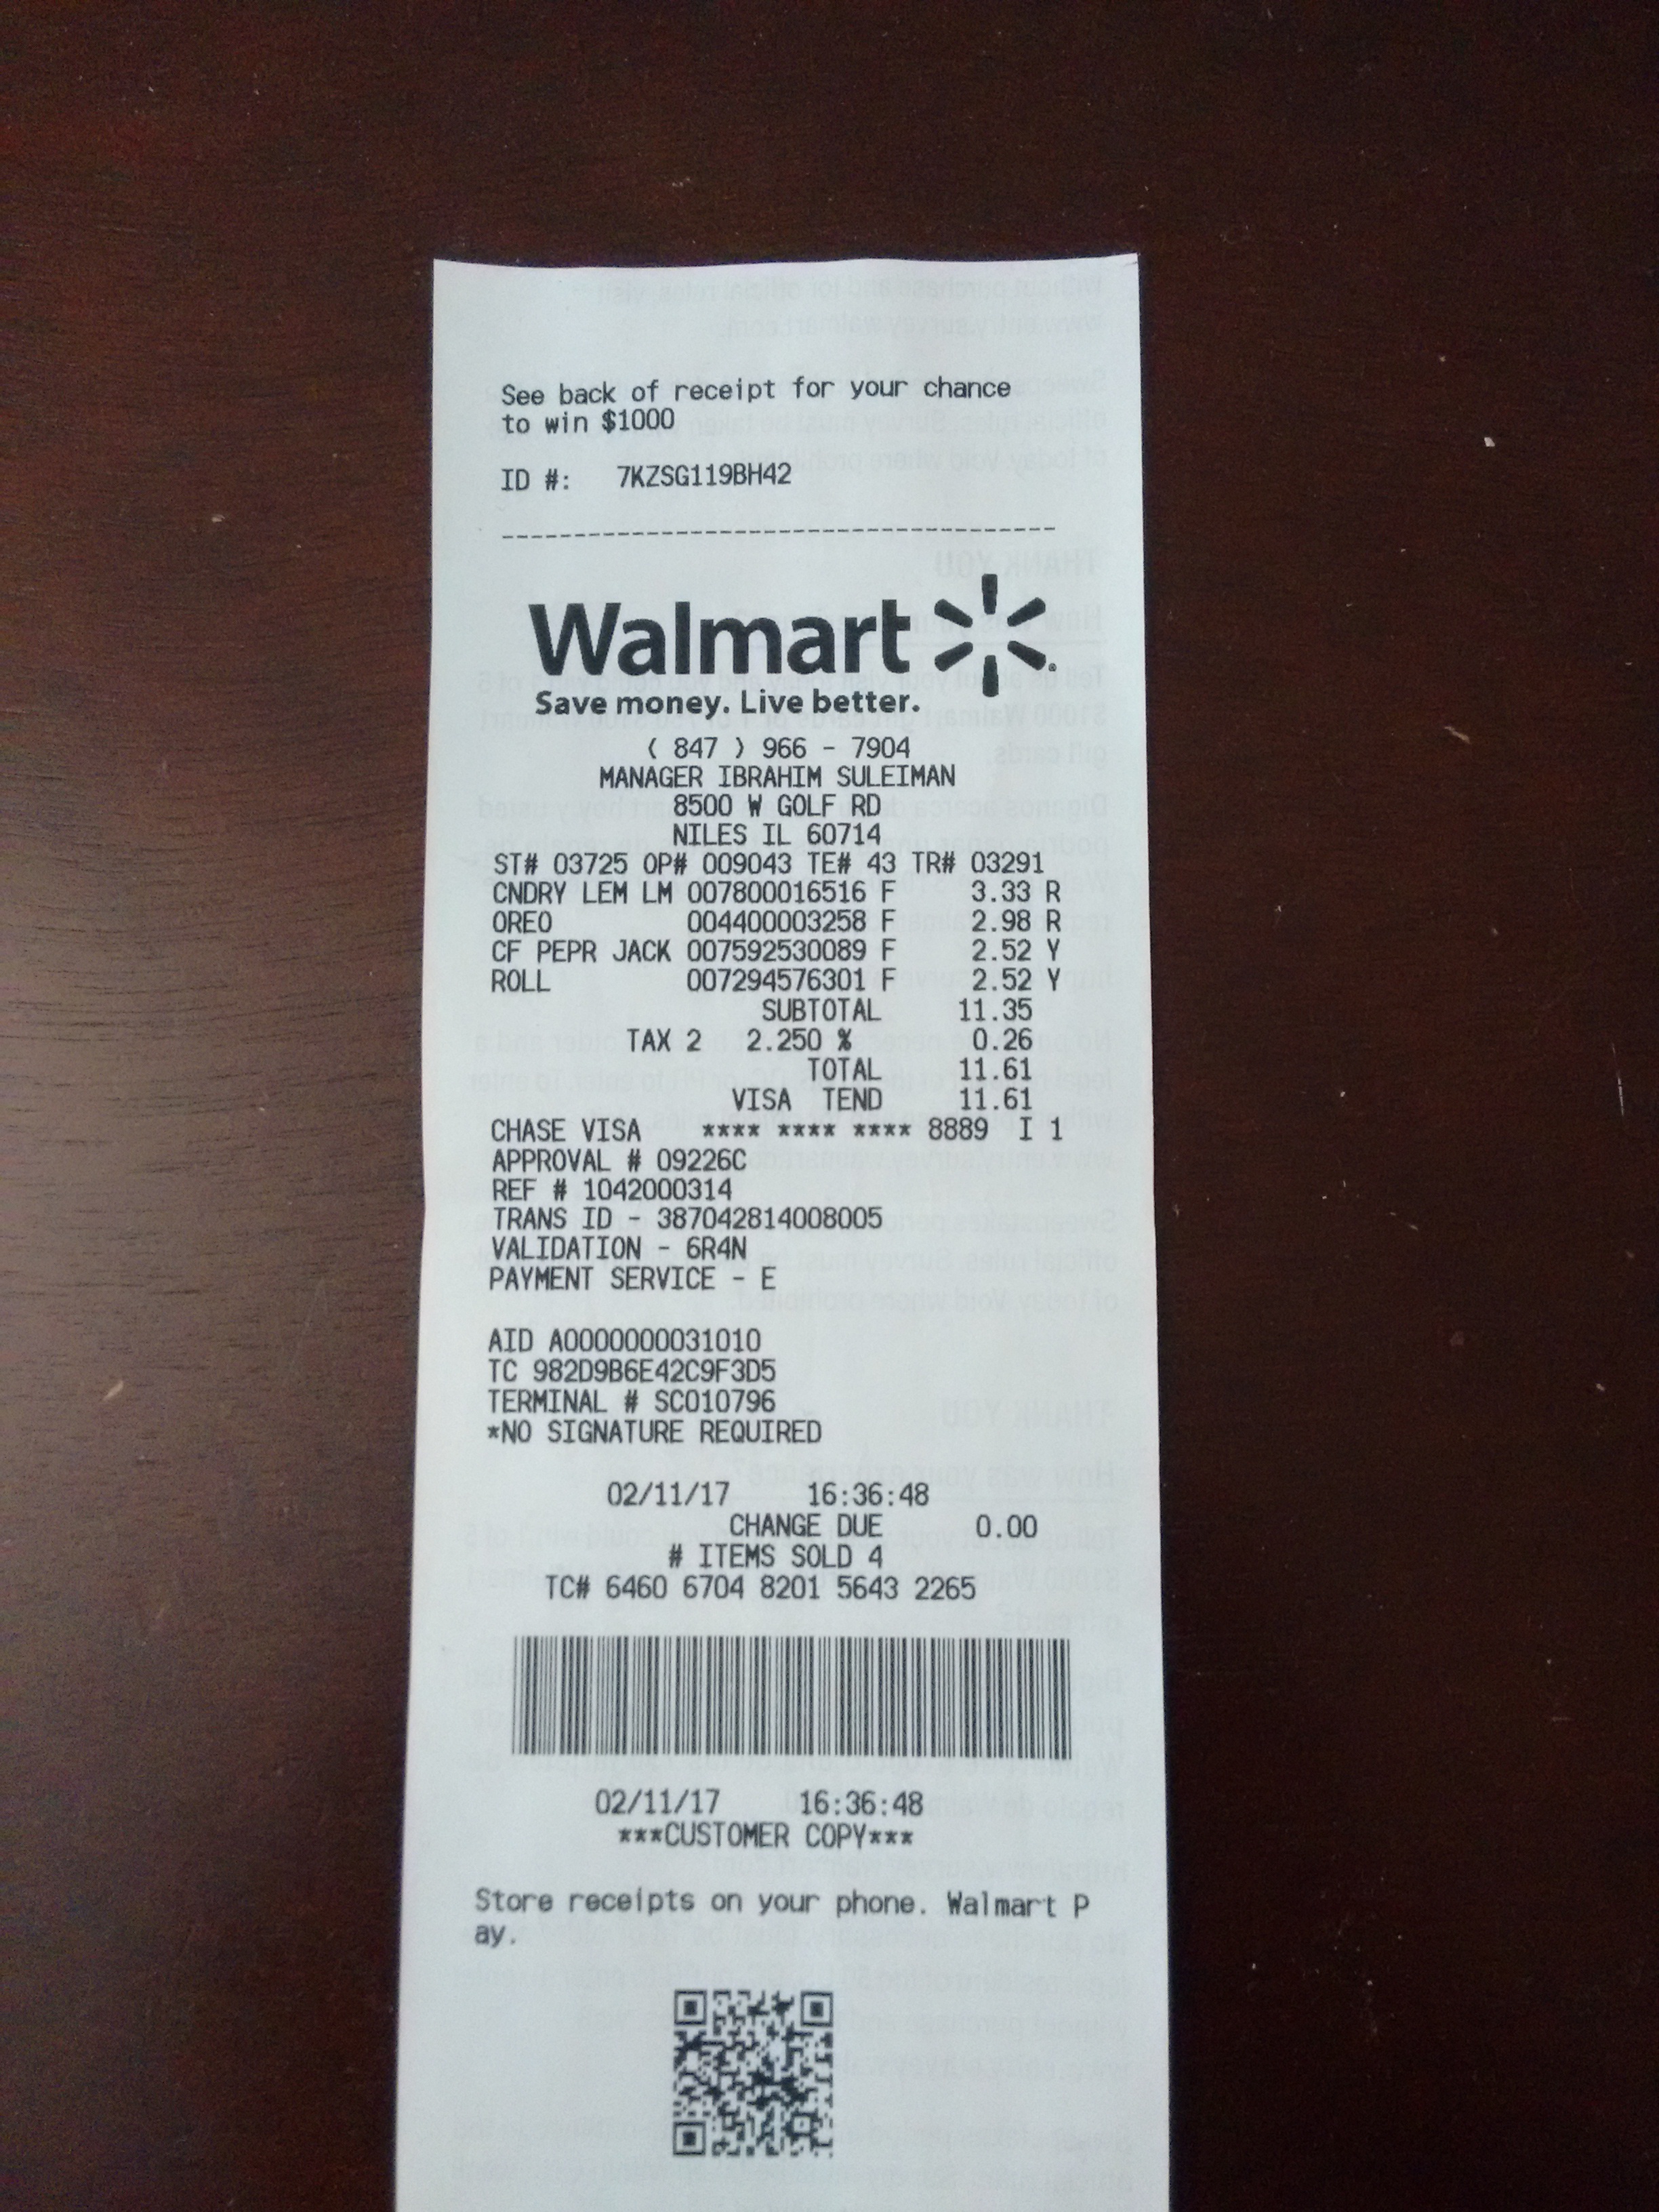 See back of receipt for your chance
to win $1000
ID #: 7KZSG119BH42
Walmart
Save money. Live better.
( 847 ) 966 - 7904
MANAGER IBRAHIM SULEIMAN
8500 W GOLF RD
NILES IL 60714
ST# 03725 OP# 009043 TE# 43 TR# 03291
CNDRY LEM LM 007800016516 F 3.33 R
OREO 004400003258 F 2.98 R
CF PEPR JACK 007592530089 F 2.52 Y
ROLL 007294576301 F 2.52 Y
SUBTOTAL 11.35
TAX 2 2.250 % 0.26
TOTAL 11.61
VISA TEND 11.61
CHASE VISA **** **** **** 8889 I 1
APPROVAL # 09226C
REF # 1042000314
TRANS ID - 387042814008005
VALIDATION - 6R4N
PAYMENT SERVICE - E
AID A0000000031010
TC 982D9B6E42C9F3D5
TERMINAL # SC010796
*NO SIGNATURE REQUIRED
02/11/17 16:36:48
CHANGE DUE 0.00
# ITEMS SOLD 4
TC# 6460 6704 8201 5643 2265
02/11/17 16:36:48
***CUSTOMER COPY***
Store receipts on your phone. Walmart P
ay.